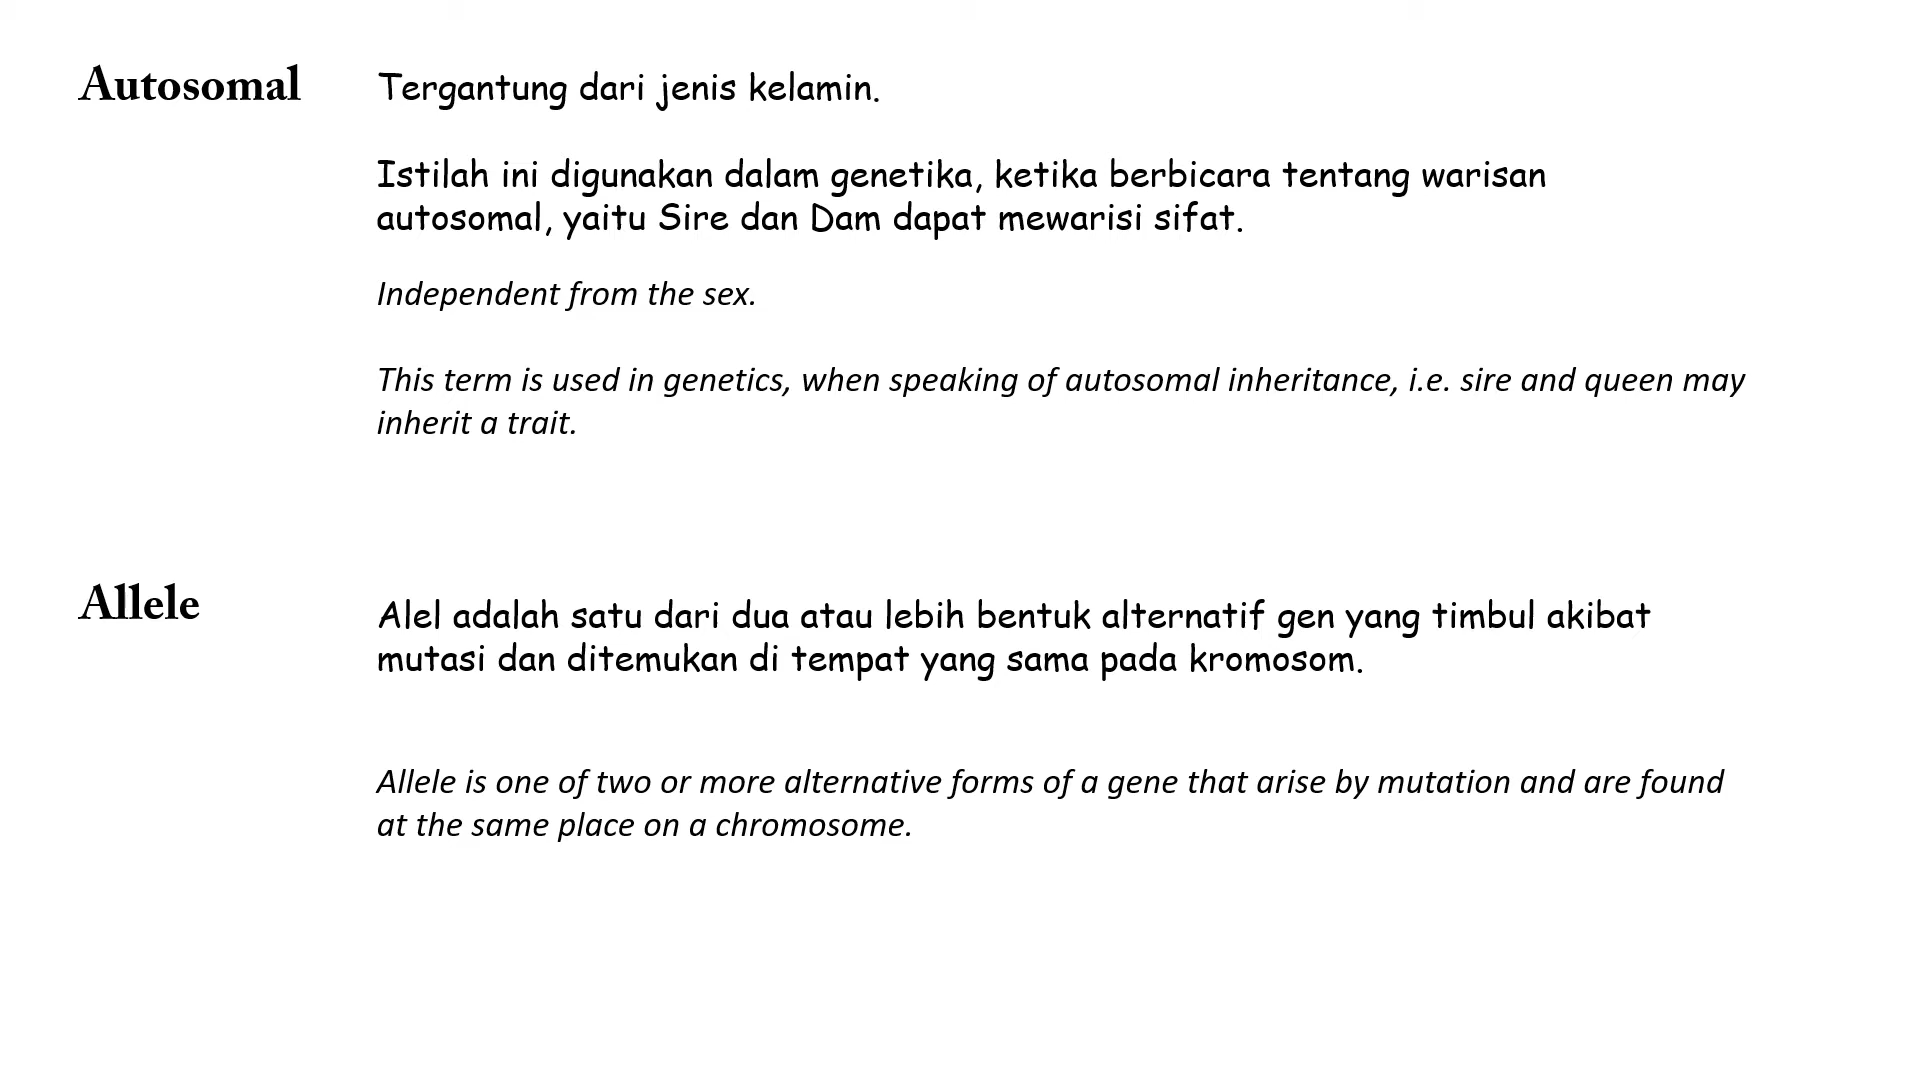 Autosomal
Tergantung dari jenis kelamin.
Istilah ini digunakan dalam genetika, ketika berbicara tentang warisan
autosomal, yaitu Sire dan Dam dapat mewarisi sifat.
Independent from the sex.
This term is used in genetics, when speaking of autosomal inheritance, i.e. sire and queen may
inherit a trait.
Allele
Alel adalah satu dari dua atau lebih bentuk alternatif gen yang timbul akibat
mutasi dan ditemukan di tempat yang sama pada kromosom.
Allele is one of two or more alternative forms of a gene that arise by mutation and are found
at the same place on a chromosome.